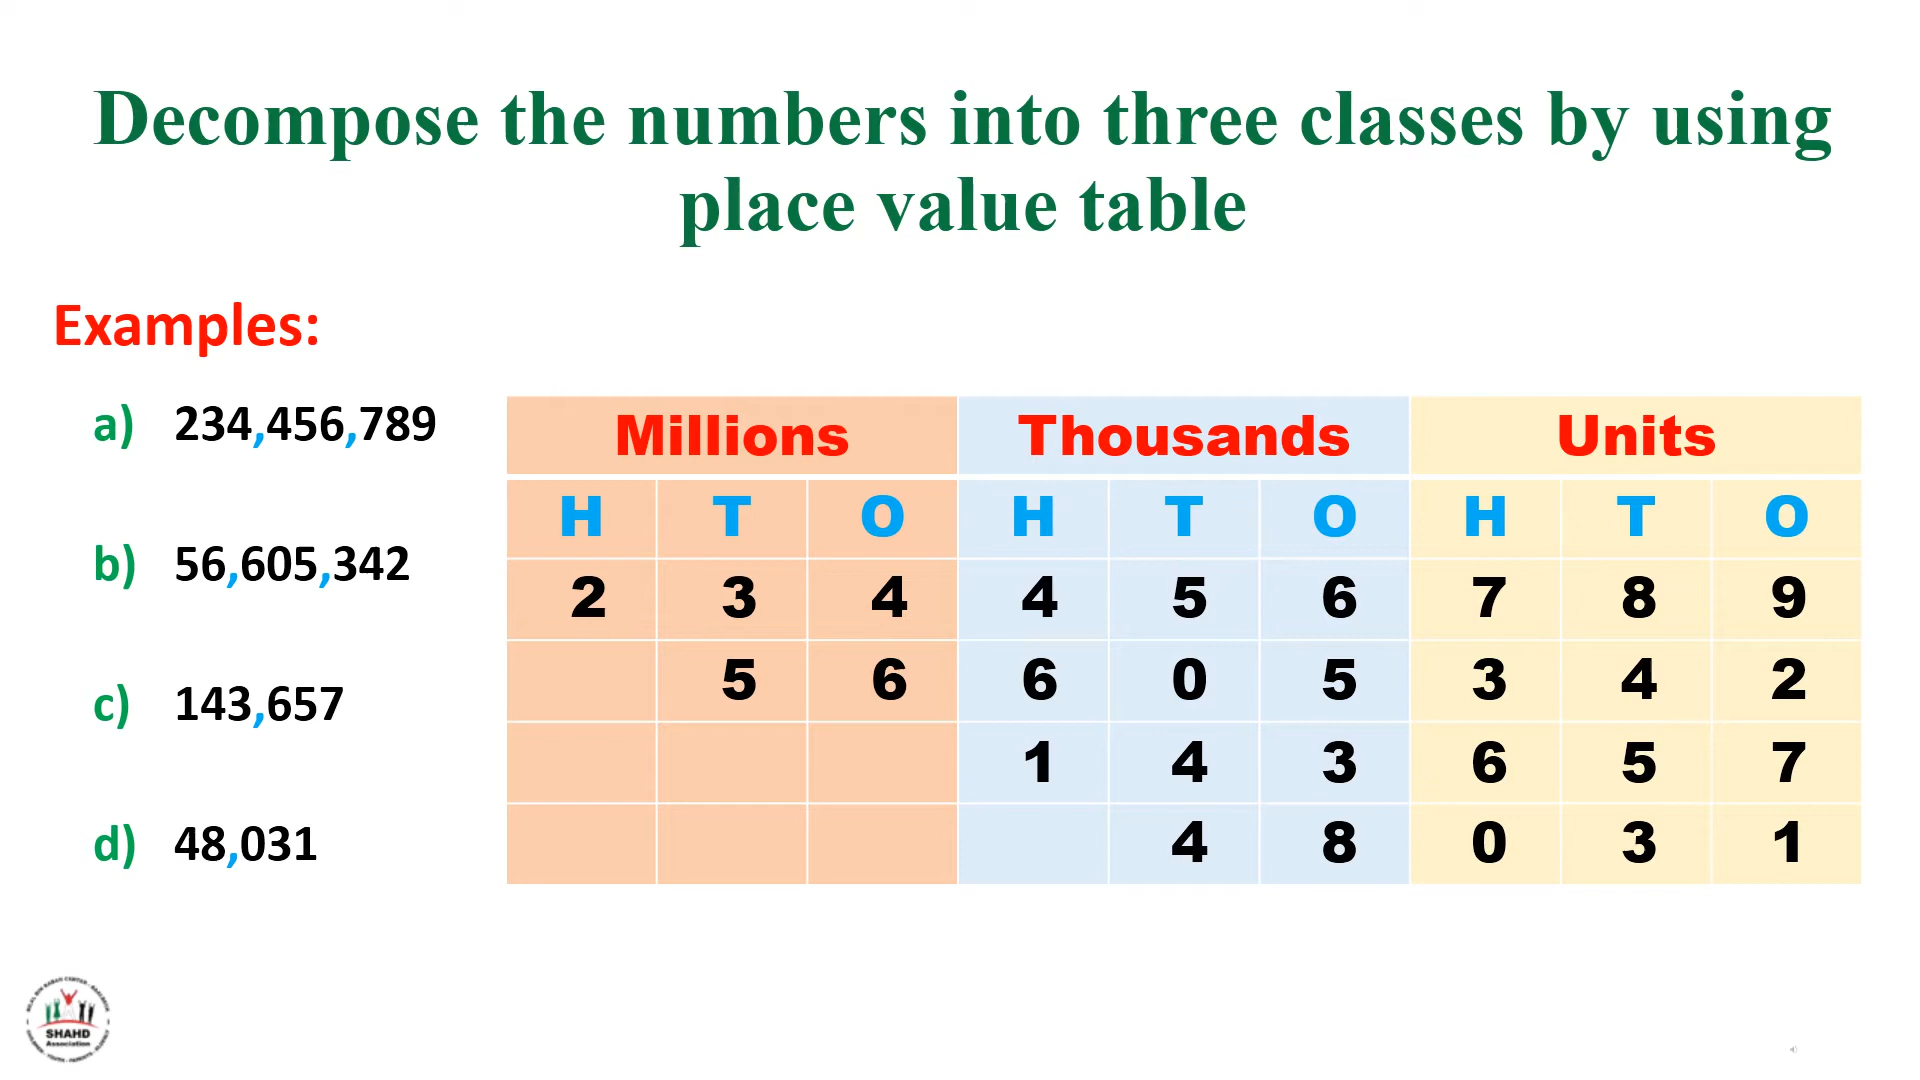 Decompose the numbers into three classes by using
place value table
Examples:
a) 234,456,789
b) 56,605,342
c) 143,657
d) 48,031
Millions Thousands Units
H T O H T O H T O
2 3 4 4 5 6 7 8 9
5 6 6 0 5 3 4 2
1 4 3 6 5 7
4 8 0 3 1
SHAHD
Association